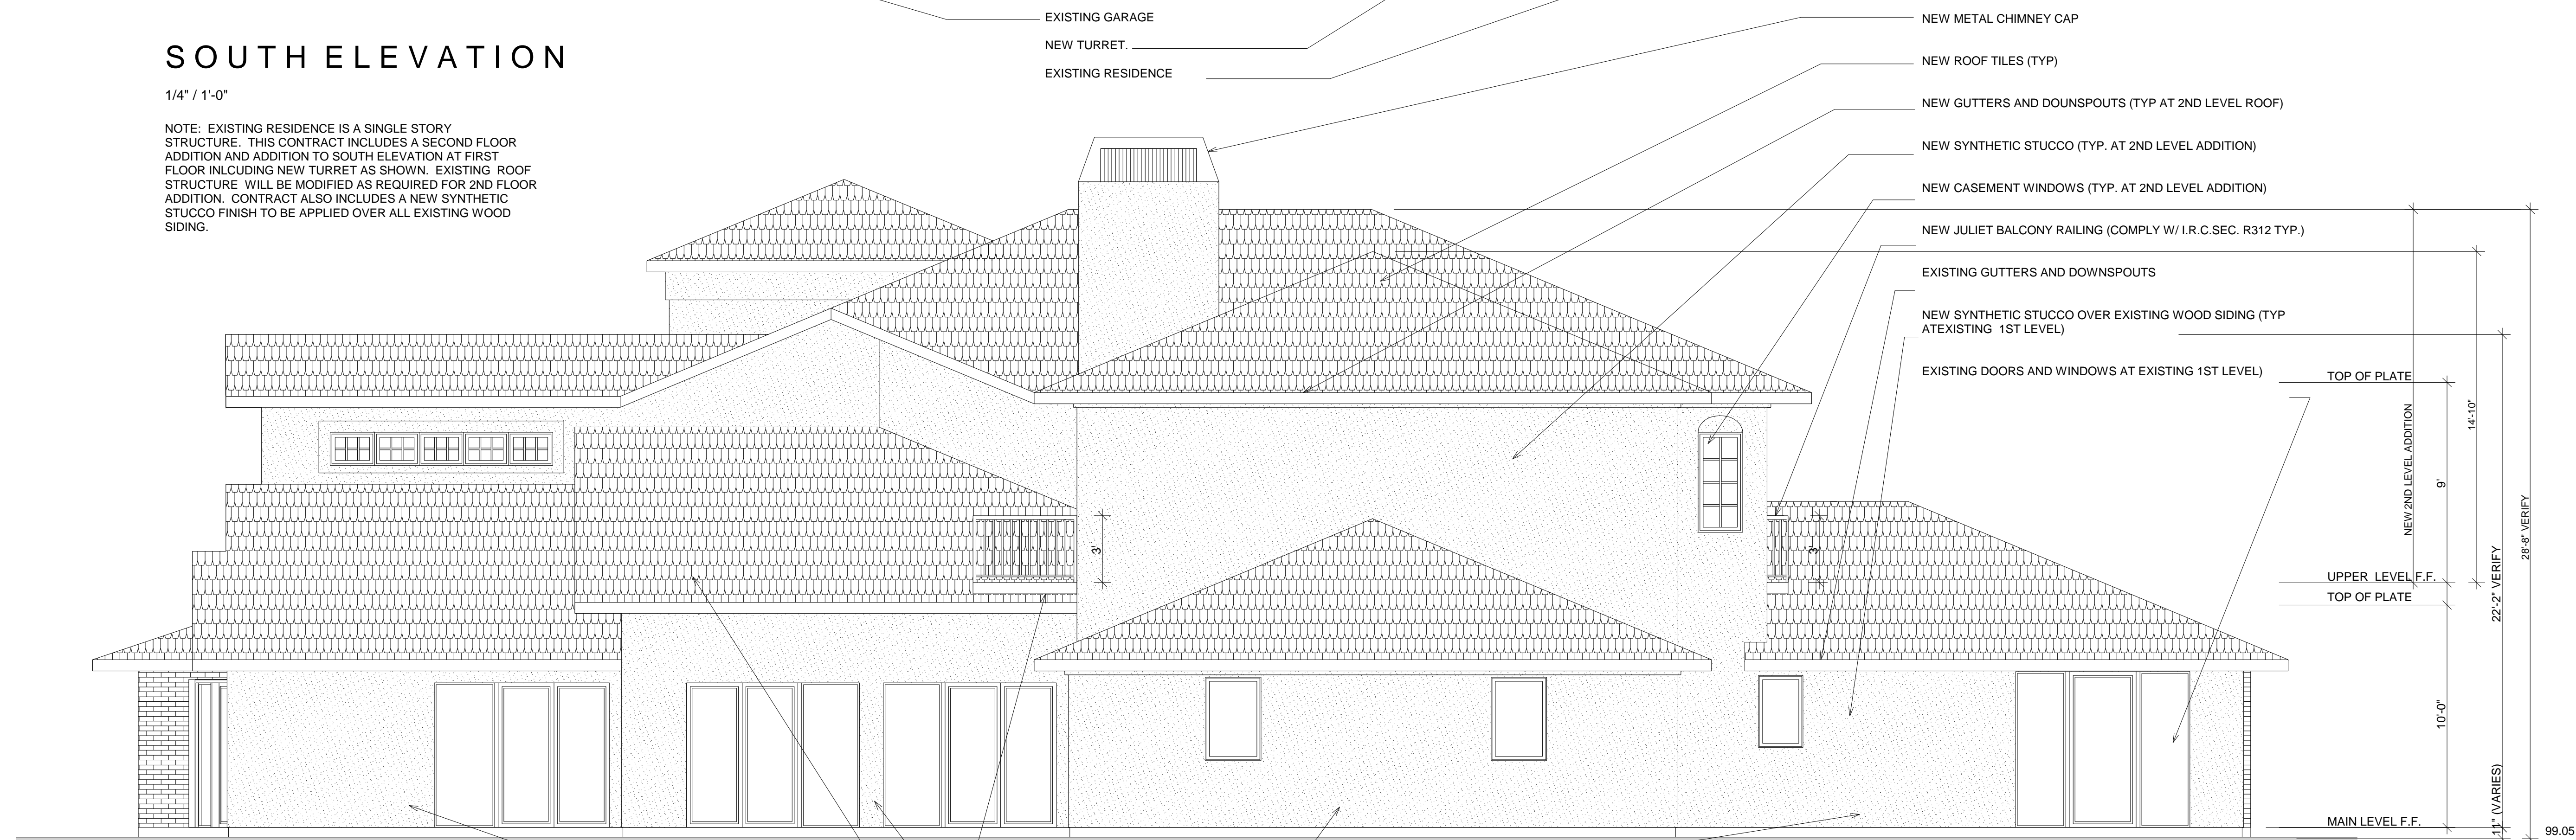 EXISTING GARAGE
NEW TURRET.
EXISTING RESIDENCE
SOUTH ELEVATION
1/4" / 1'-0"
NOTE: EXISTING RESIDENCE IS A SINGLE STORY
STRUCTURE. THIS CONTRACT INCLUDES A SECOND FLOOR
ADDITION AND ADDITION TO SOUTH ELEVATION AT FIRST
FLOOR INLCUDING NEW TURRET AS SHOWN. EXISTING ROOF
STRUCTURE WILL BE MODIFIED AS REQUIRED FOR 2ND FLOOR
ADDITION. CONTRACT ALSO INCLUDES A NEW SYNTHETIC
STUCCO FINISH TO BE APPLIED OVER ALL EXISTING WOOD
SIDING.
NEW METAL CHIMNEY CAP
NEW ROOF TILES (TYP)
NEW GUTTERS AND DOUNSPOUTS (TYP AT 2ND LEVEL ROOF)
NEW SYNTHETIC STUCCO (TYP. AT 2ND LEVEL ADDITION)
NEW CASEMENT WINDOWS (TYP. AT 2ND LEVEL ADDITION)
NEW JULIET BALCONY RAILING (COMPLY W/ I.R.C.SEC. R312 TYP.)
EXISTING GUTTERS AND DOWNSPOUTS
NEW SYNTHETIC STUCCO OVER EXISTING WOOD SIDING (TYP
ATEXISTING 1ST LEVEL)
EXISTING DOORS AND WINDOWS AT EXISTING 1ST LEVEL)
TOP OF PLATE
UPPER LEVEL F.F.
TOP OF PLATE
MAIN LEVEL F.F.
3'
3'
NEW 2ND LEVEL ADDITION
9'
10'-0"
14'-10"
22'-2" VERIFY
11" (VARIES)
28'-8" VERIFY
99.05